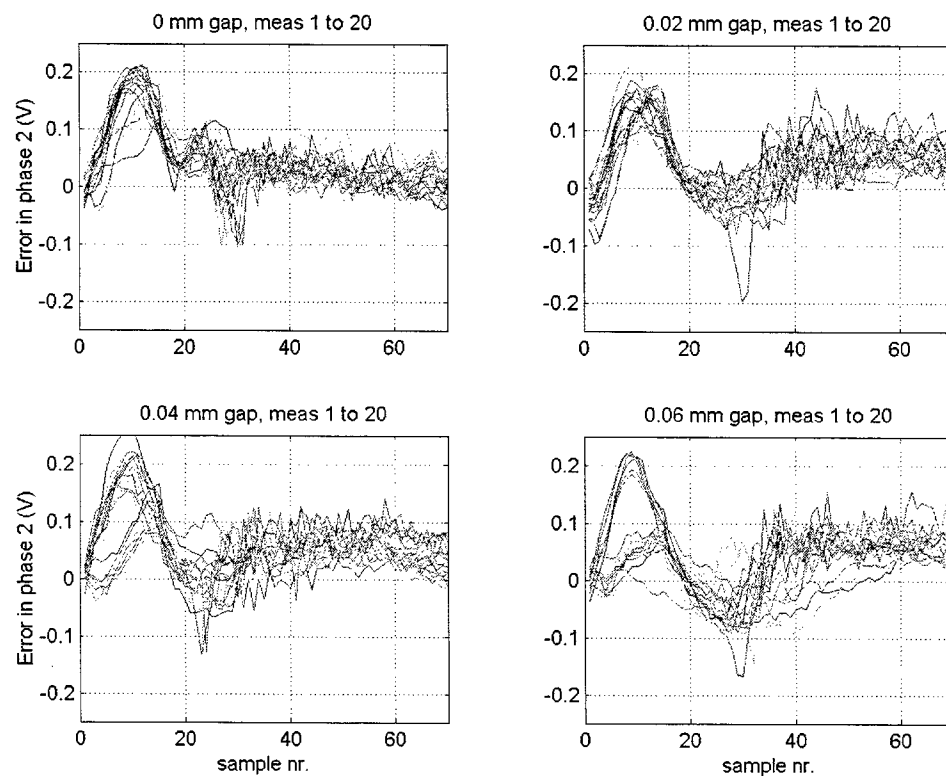 0 mm gap, meas 1 to 20
Error in phase 2 (V)
0.2
0.1
0
-0.1
-0.2
0 20 40 60
0.02 mm gap, meas 1 to 20
0.2
0.1
0
-0.1
-0.2
0 20 40 60
0.04 mm gap, meas 1 to 20
Error in phase 2 (V)
0.2
0.1
0
-0.1
-0.2
0 20 40 60
sample nr.
0.06 mm gap, meas 1 to 20
0.2
0.1
0
-0.1
-0.2
0 20 40 60
sample nr.